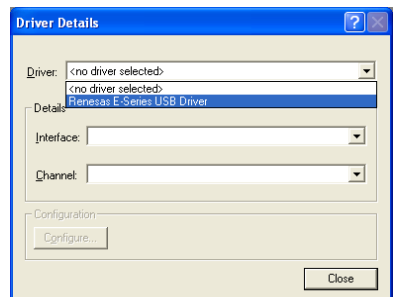 Driver Details
Driver: <no driver selected>
<no driver selected>
Renesas E-Series USB Driver
Details
Interface:
Channel:
Configuration
Configure...
Close